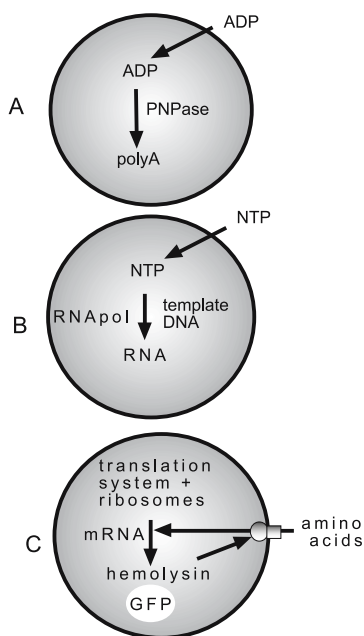 ADP
ADP
A
PNPase
polyA
NTP
NTP
template
RNApol
DNA
B
RNA
translation
system +
ribosomes
mRNA
amino
acids
C
hemolysin
GFP